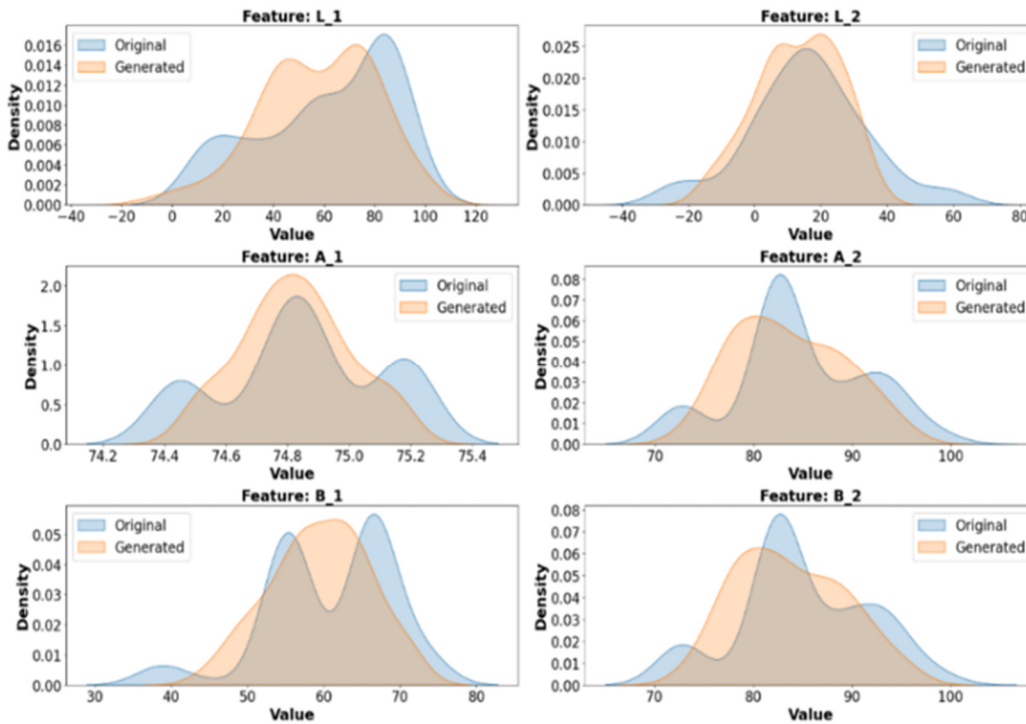 Feature: L_1
Density
0.016
0.014
0.012
0.010
0.008
0.006
0.004
0.002
0.000
Original
Generated
−40 −20 0 20 40 60 80 100 120
Value
Feature: L_2
Density
0.025
0.020
0.015
0.010
0.005
0.000
Original
Generated
−40 −20 0 20 40 60 80
Value
Feature: A_1
Density
2.0
1.5
1.0
0.5
0.0
Original
Generated
74.2 74.4 74.6 74.8 75.0 75.2 75.4
Value
Feature: A_2
Density
0.08
0.07
0.06
0.05
0.04
0.03
0.02
0.01
0.00
Original
Generated
70 80 90 100
Value
Feature: B_1
Density
0.05
0.04
0.03
0.02
0.01
0.00
Original
Generated
30 40 50 60 70 80
Value
Feature: B_2
Density
0.08
0.07
0.06
0.05
0.04
0.03
0.02
0.01
0.00
Original
Generated
70 80 90 100
Value